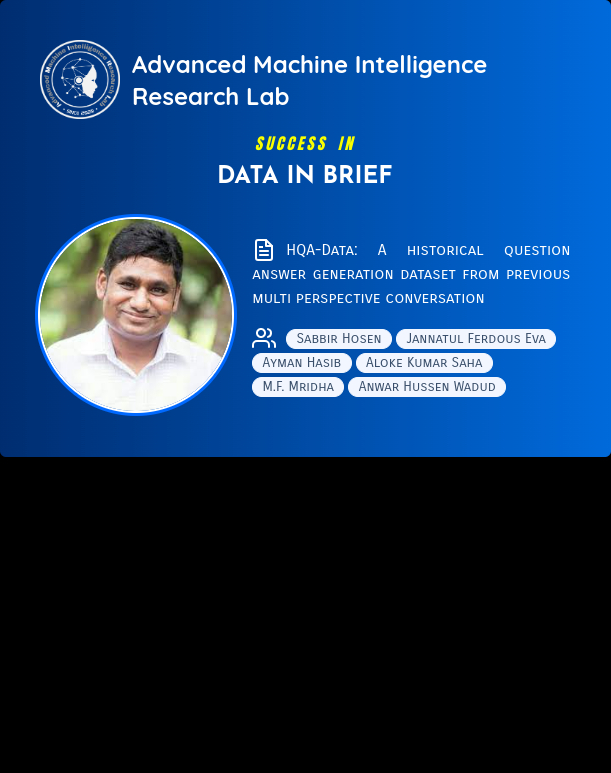 Advanced Machine Intelligence
Research Lab
SUCCESS IN
DATA IN BRIEF
HQA-Data: A historical question
answer generation dataset from previous
multi perspective conversation
Sabbir Hosen Jannatul Ferdous Eva
Ayman Hasib Aloke Kumar Saha
M.F. Mridha Anwar Hussen Wadud